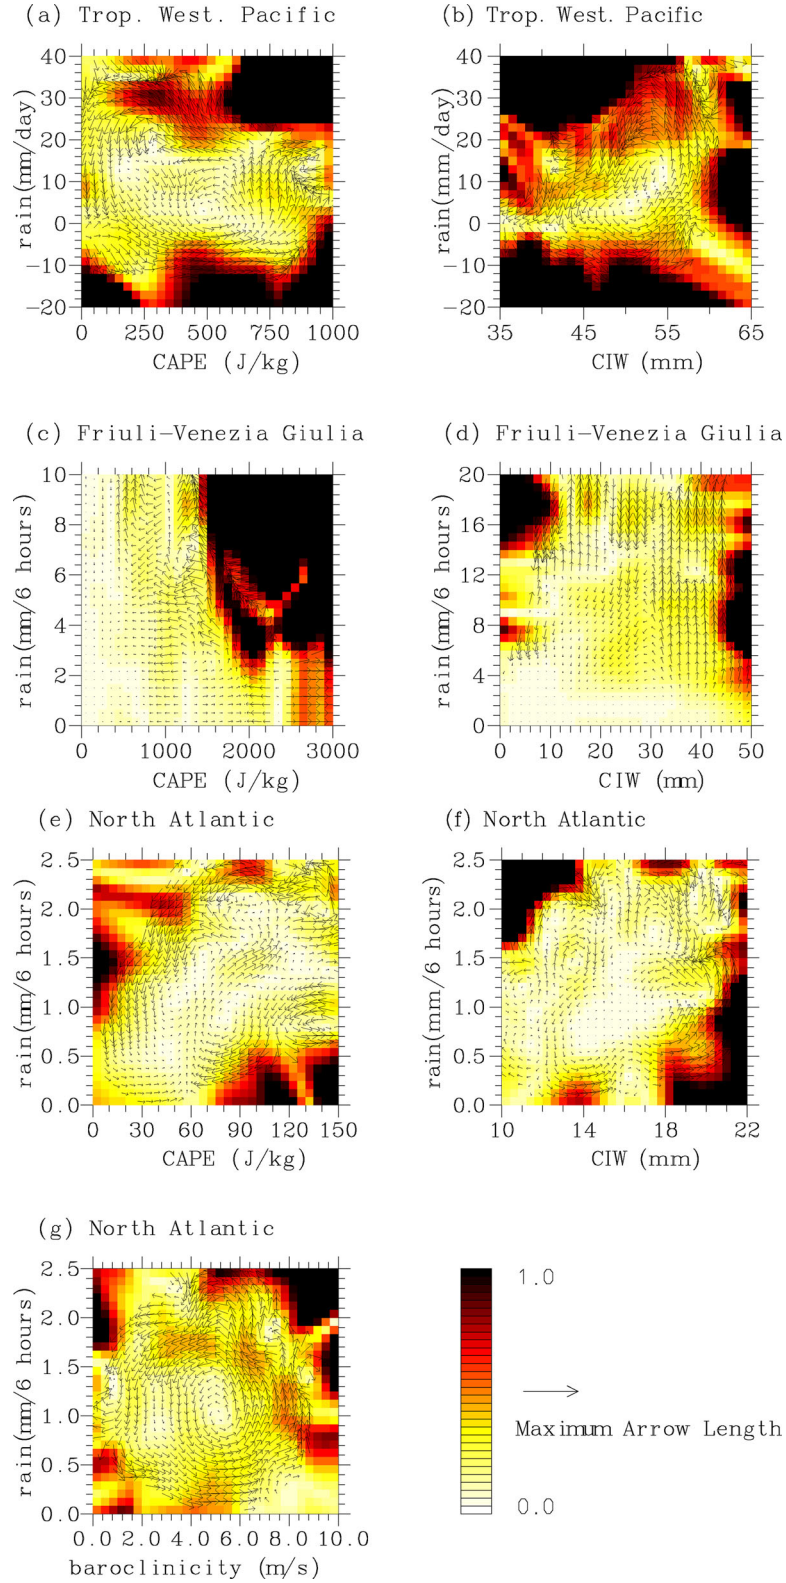 (a) Trop. West. Pacific
(b) Trop. West. Pacific
rain(mm/day)
40
30
20
10
0
−10
−20
0 250 500 750 1000
CAPE (J/kg)
rain(mm/day)
40
30
20
10
0
−10
−20
35 45 55 65
CIW (mm)
(c) Friuli−Venezia Giulia
(d) Friuli−Venezia Giulia
rain(mm/6 hours)
10
8
6
4
2
0
0 1000 2000 3000
CAPE (J/kg)
rain(mm/6 hours)
20
16
12
8
4
0
0 10 20 30 40 50
CIW (mm)
(e) North Atlantic
(f) North Atlantic
rain(mm/6 hours)
2.5
2.0
1.5
1.0
0.5
0.0
0 30 60 90 120 150
CAPE (J/kg)
rain(mm/6 hours)
2.5
2.0
1.5
1.0
0.5
0.0
10 14 18 22
CIW (mm)
(g) North Atlantic
rain(mm/6 hours)
2.5
2.0
1.5
1.0
0.5
0.0
0.0 2.0 4.0 6.0 8.0 10.0
baroclinicity (m/s)
1.0
Maximum Arrow Length
0.0